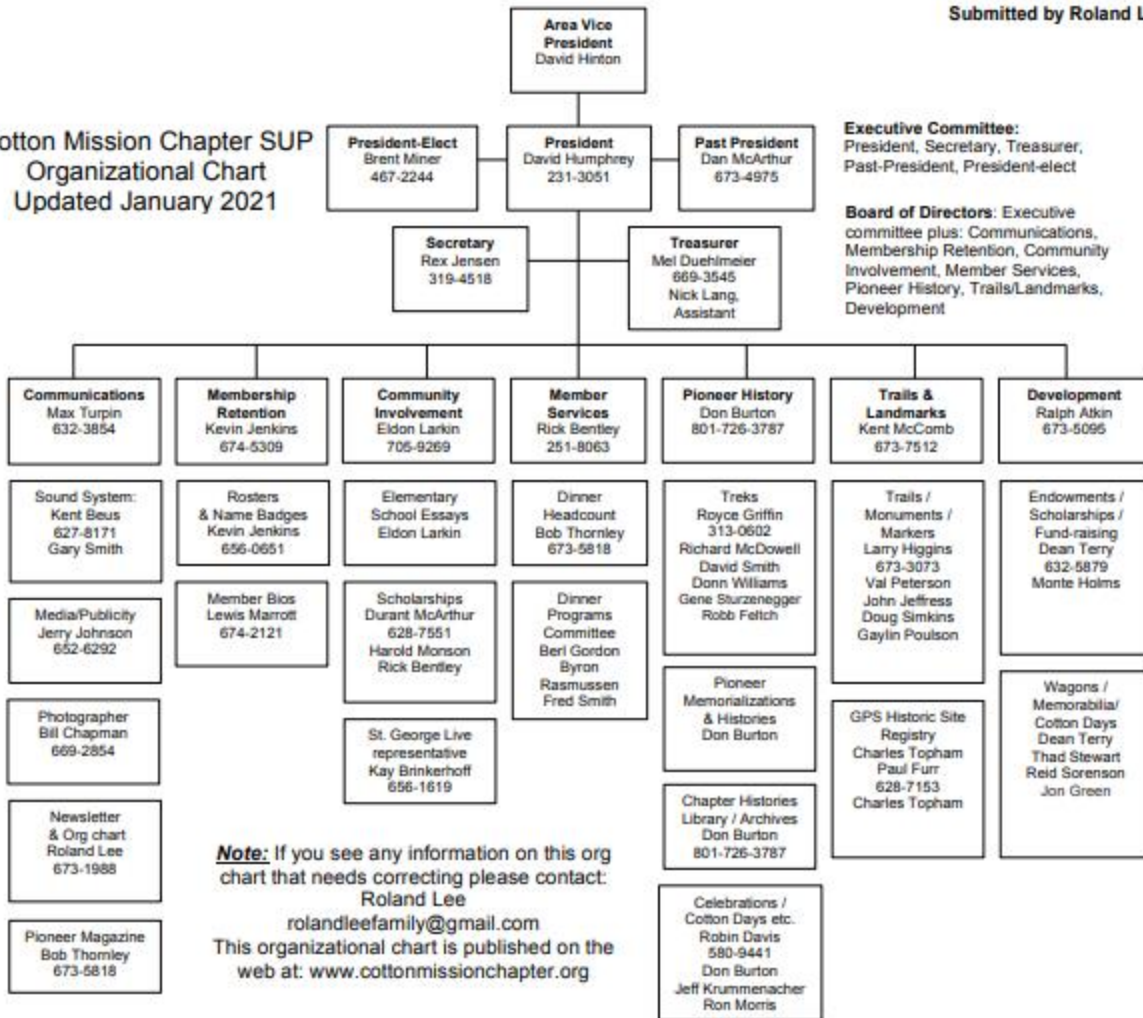 Submitted by Roland L
Area Vice
President
David Hinton
otton Mission Chapter SUP
Organizational Chart
Updated January 2021
President-Elect
Brent Miner
467-2244
President
David Humphrey
231-3051
Past President
Dan McArthur
673-4975
Executive Committee:
President, Secretary, Treasurer,
Past-President, President-elect
Secretary
Rex Jensen
319-4518
Treasurer
Mel Duehlmeier
669-3545
Nick Lang,
Assistant
Board of Directors: Executive
committee plus: Communications,
Membership Retention, Community
Involvement, Member Services,
Pioneer History, Trails/Landmarks,
Development
Communications
Max Turpin
632-3854
Sound System:
Kent Beus
627-8171
Gary Smith
Media/Publicity
Jerry Johnson
652-6292
Photographer
Bill Chapman
669-2854
Newsletter
& Org chart
Roland Lee
673-1988
Pioneer Magazine
Bob Thornley
673-5818
Membership
Retention
Kevin Jenkins
674-5309
Rosters
& Name Badges
Kevin Jenkins
656-0651
Member Bios
Lewis Marrott
674-2121
Community
Involvement
Eldon Larkin
705-9269
Elementary
School Essays
Eldon Larkin
Scholarships
Durant McArthur
628-7551
Harold Monson
Rick Bentley
St. George Live
representative
Kay Brinkerhoff
656-1619
Member
Services
Rick Bentley
251-8063
Dinner
Headcount
Bob Thornley
673-5818
Dinner
Programs
Committee
Berl Gordon
Byron
Rasmussen
Fred Smith
Pioneer History
Don Burton
801-726-3787
Treks
Royce Griffin
313-0602
Richard McDowell
David Smith
Donn Williams
Gene Sturzenegger
Robb Feltch
Pioneer
Memorializations
& Histories
Don Burton
Chapter Histories
Library / Archives
Don Burton
801-726-3787
Celebrations /
Cotton Days etc.
Robin Davis
580-9441
Don Burton
Jeff Krummenacher
Ron Morris
Trails &
Landmarks
Kent McComb
673-7512
Trails /
Monuments /
Markers
Larry Higgins
673-3073
Val Peterson
John Jeffress
Doug Simkins
Gaylin Poulson
GPS Historic Site
Registry
Charles Topham
Paul Furr
628-7153
Charles Topham
Development
Ralph Atkin
673-5095
Endowments /
Scholarships /
Fund-raising
Dean Terry
632-5879
Monte Holms
Wagons /
Memorabilia/
Cotton Days
Dean Terry
Thad Stewart
Reid Sorenson
Jon Green
Note: If you see any information on this org
chart that needs correcting please contact:
Roland Lee
rolandleefamily@gmail.com
This organizational chart is published on the
web at: www.cottonmissionchapter.org